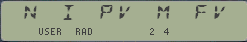 N I PV M FV
USER RAD 2 4